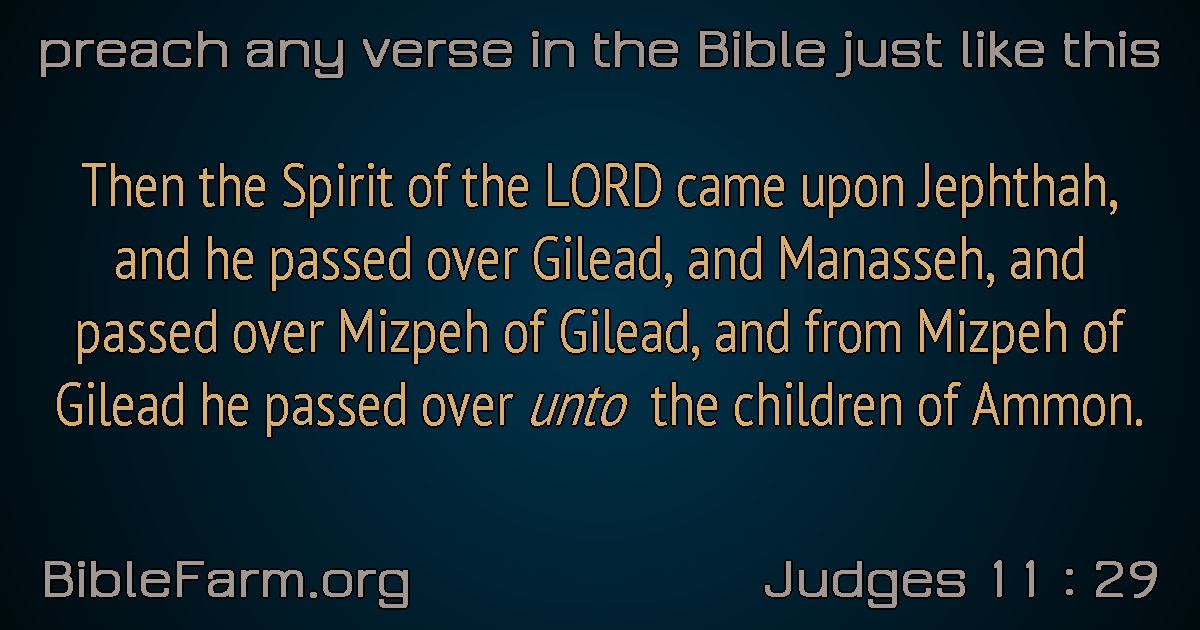 preach any verse in the Bible just like this
Then the Spirit of the LORD came upon Jephthah,
and he passed over Gilead, and Manasseh, and
passed over Mizpeh of Gilead, and from Mizpeh of
Gilead he passed over unto the children of Ammon.
BibleFarm.org
Judges 11 : 29